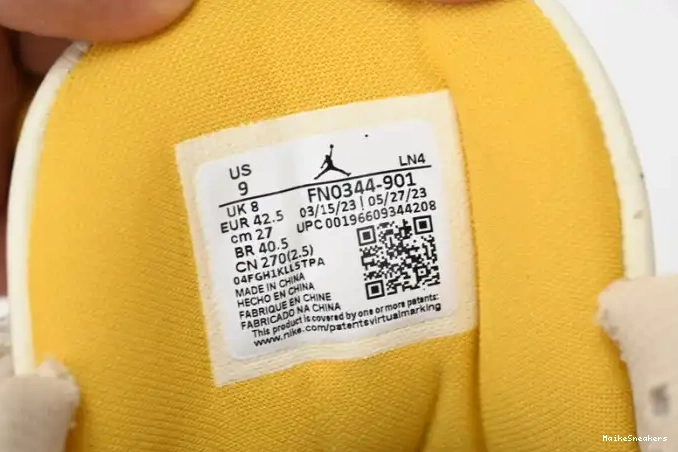 US
9
LN4
FN0344-901
UK 8
03/15/23 | 05/27/23
EUR 42.5
UPC 00196609344208
cm 27
BR 40.5
CN 270(2.5)
04FGH1KLL5TPA
MADE IN CHINA
HECHO EN CHINA
FABRIQUE EN CHINE
FABRICADO NA CHINA
This product is covered by one or more patents:
www.nike.com/patentsvirtualmarking
MaikeSneakers